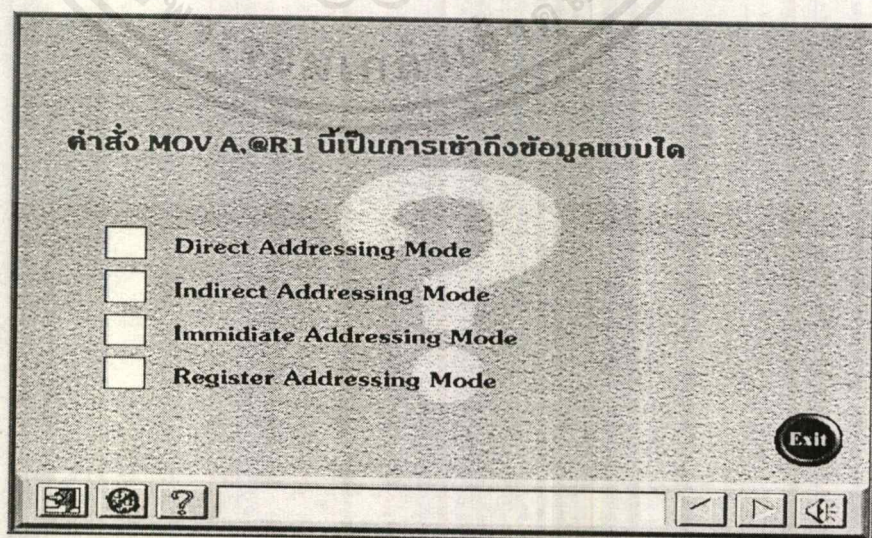 คำสั่ง MOV A,@R1 นี้เป็นการเข้าถึงข้อมูลแบบใด
Direct Addressing Mode
Indirect Addressing Mode
Immidiate Addressing Mode
Register Addressing Mode
Exit